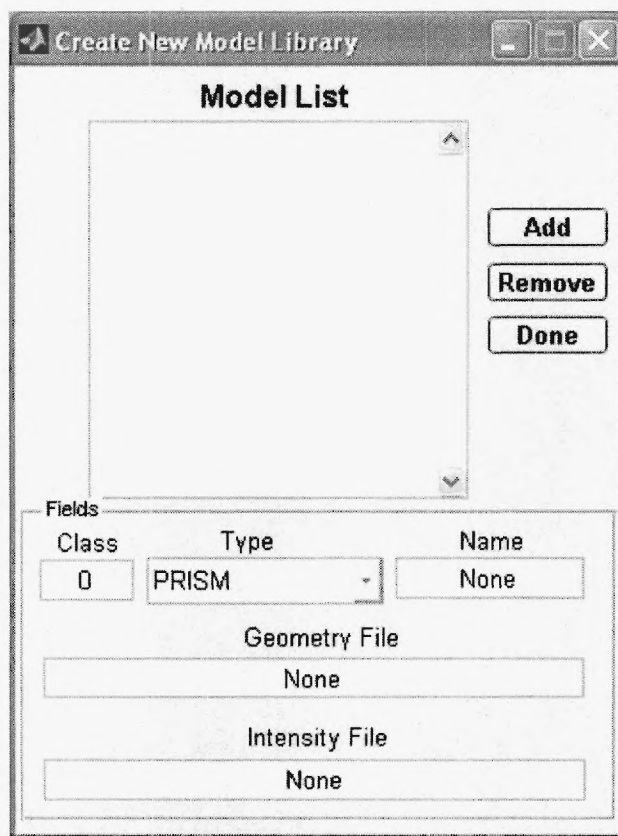 Create New Model Library
Model List
Add
Remove
Done
Fields
Class Type Name
0 PRISM None
Geometry File
None
Intensity File
None